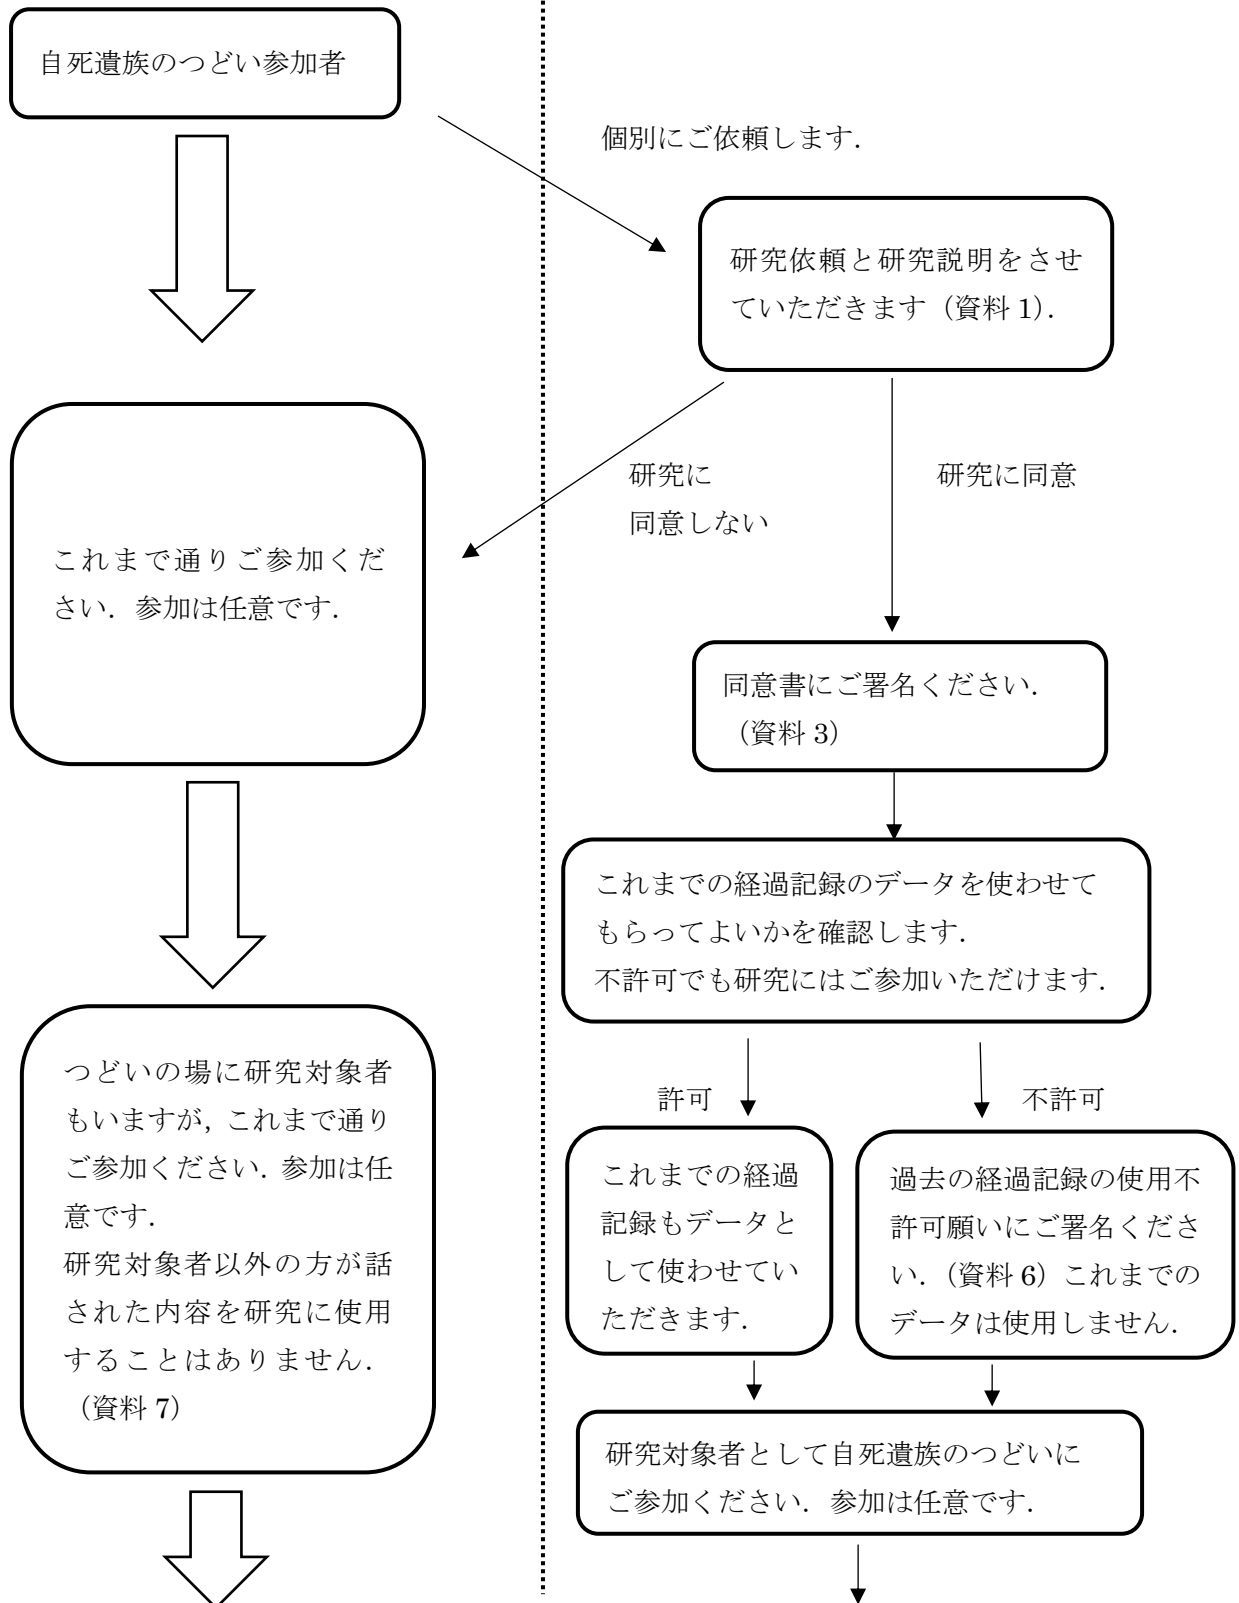 自死遺族のつどい参加者
個別にご依頼します．
研究依頼と研究説明をさせ
ていただきます（資料 1）．
研究に
同意しない
研究に同意
これまで通りご参加くだ
さい．参加は任意です．
同意書にご署名ください．
（資料 3）
これまでの経過記録のデータを使わせて
もらってよいかを確認します．
不許可でも研究にはご参加いただけます．
つどいの場に研究対象者
もいますが，これまで通り
ご参加ください．参加は任
意です．
研究対象者以外の方が話
された内容を研究に使用
することはありません．
（資料 7）
許可
不許可
これまでの経過
記録もデータと
して使わせてい
ただきます．
過去の経過記録の使用不
許可願いにご署名くださ
い．（資料 6）これまでの
データは使用しません．
研究対象者として自死遺族のつどいに
ご参加ください．参加は任意です．